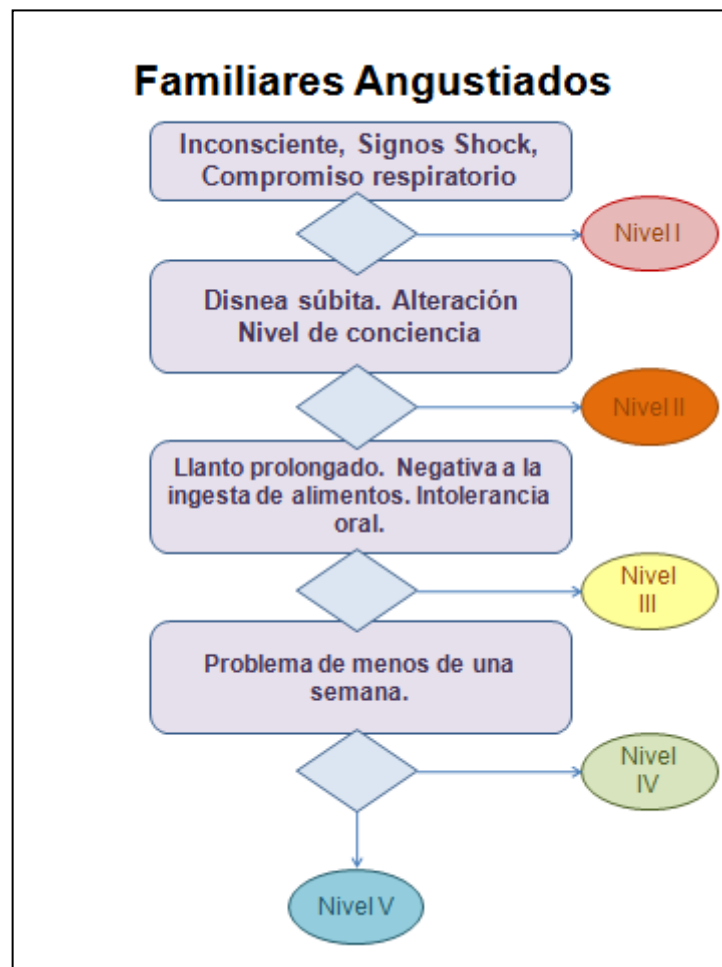 Familiares Angustiados
Inconsciente, Signos Shock,
Compromiso respiratorio
Nivel I
Disnea súbita. Alteración
Nivel de conciencia
Nivel II
Llanto prolongado. Negativa a la
ingesta de alimentos. Intolerancia
oral.
Nivel
III
Problema de menos de una
semana.
Nivel
IV
Nivel V